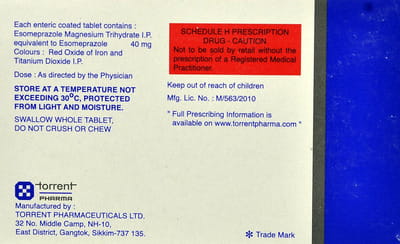 Each enteric coated tablet contains :
Esomeprazole Magnesium Trihydrate I.P.
equivalent to Esomeprazole 40 mg
Colours : Red Oxide of Iron and
Titanium Dioxide I.P.
Dose : As directed by the Physician
STORE AT A TEMPERATURE NOT
EXCEEDING 30°C, PROTECTED
FROM LIGHT AND MOISTURE.
SWALLOW WHOLE TABLET,
DO NOT CRUSH OR CHEW
torrent
PHARMA
Manufactured by :
TORRENT PHARMACEUTICALS LTD.
32 No. Middle Camp, NH-10,
East District, Gangtok, Sikkim-737 135.
SCHEDULE H PRESCRIPTION
DRUG - CAUTION
Not to be sold by retail without the
prescription of a Registered Medical
Practitioner.
Keep out of reach of children
Mfg. Lic. No. : M/563/2010
" Full Prescribing Information is
available on www.torrentpharma.com "
* Trade Mark